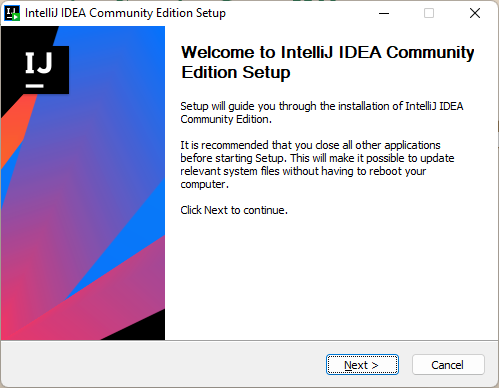 IntelliJ IDEA Community Edition Setup
IJ
Welcome to IntelliJ IDEA Community
Edition Setup
Setup will guide you through the installation of IntelliJ IDEA
Community Edition.
It is recommended that you close all other applications
before starting Setup. This will make it possible to update
relevant system files without having to reboot your
computer.
Click Next to continue.
Next >
Cancel